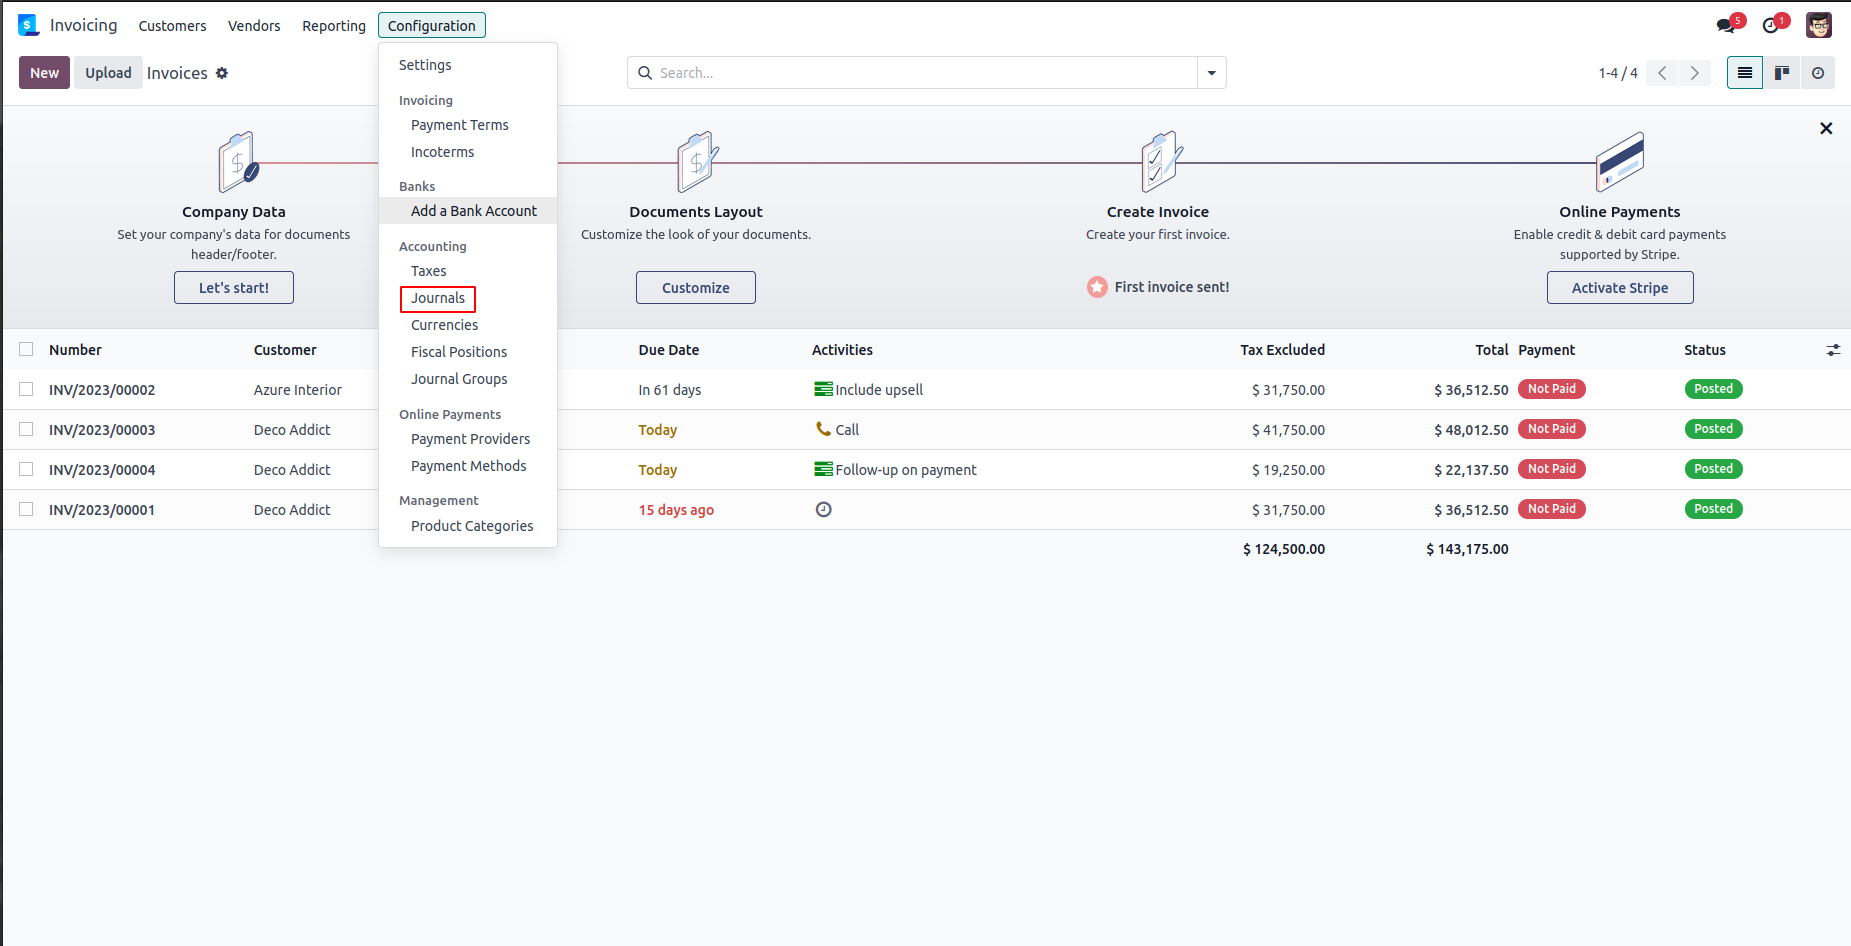 Invoicing Customers Vendors Reporting Configuration 5 1
New Upload Invoices Search... 1-4 / 4
Settings
Invoicing
Payment Terms
Incoterms
Banks
Add a Bank Account
Accounting
Taxes
Journals
Currencies
Fiscal Positions
Journal Groups
Online Payments
Payment Providers
Payment Methods
Management
Product Categories
Company Data
Set your company's data for documents
header/footer.
Let's start!
Documents Layout
Customize the look of your documents.
Customize
Create Invoice
Create your first invoice.
First invoice sent!
Online Payments
Enable credit & debit card payments
supported by Stripe.
Activate Stripe
Number Customer Due Date Activities Tax Excluded Total Payment Status
INV/2023/00002 Azure Interior In 61 days Include upsell $ 31,750.00 $ 36,512.50 Not Paid Posted
INV/2023/00003 Deco Addict Today Call $ 41,750.00 $ 48,012.50 Not Paid Posted
INV/2023/00004 Deco Addict Today Follow-up on payment $ 19,250.00 $ 22,137.50 Not Paid Posted
INV/2023/00001 Deco Addict 15 days ago $ 31,750.00 $ 36,512.50 Not Paid Posted
$ 124,500.00 $ 143,175.00